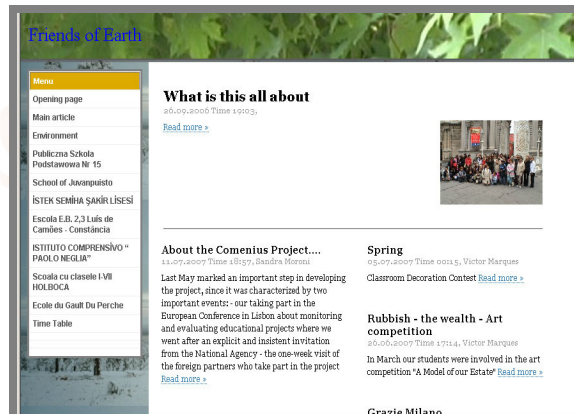 Friends of Earth
Menu
Opening page
Main article
Environment
Publiczna Szkola
Podstawowa Nr 15
School of Juvanpuisto
İSTEK SEMİHA ŞAKİR LİSESİ
Escola E.B. 2,3 Luís de
Camões - Constância
ISTITUTO COMPRENSİVO “
PAOLO NEGLIA”
Scoala cu clasele I-VII
HOLBOCA
Ecole du Gault Du Perche
Time Table
What is this all about
26.09.2006 Time 19:03,
Read more »
About the Comenius Project....
11.07.2007 Time 18:57, Sandra Moroni
Last May marked an important step in developing
the project, since it was characterized by two
important events: - our taking part in the
European Conference in Lisbon about monitoring
and evaluating educational projects where we
went after an explicit and insistent invitation
from the National Agency - the one-week visit of
the foreign partners who take part in the project
Read more »
Spring
05.07.2007 Time 00:15, Victor Marques
Classroom Decoration Contest Read more »
Rubbish - the wealth - Art
competition
26.06.2007 Time 17:14, Victor Marques
In March our students were involved in the art
competition "A Model of our Estate" Read more »
Grazie Milano